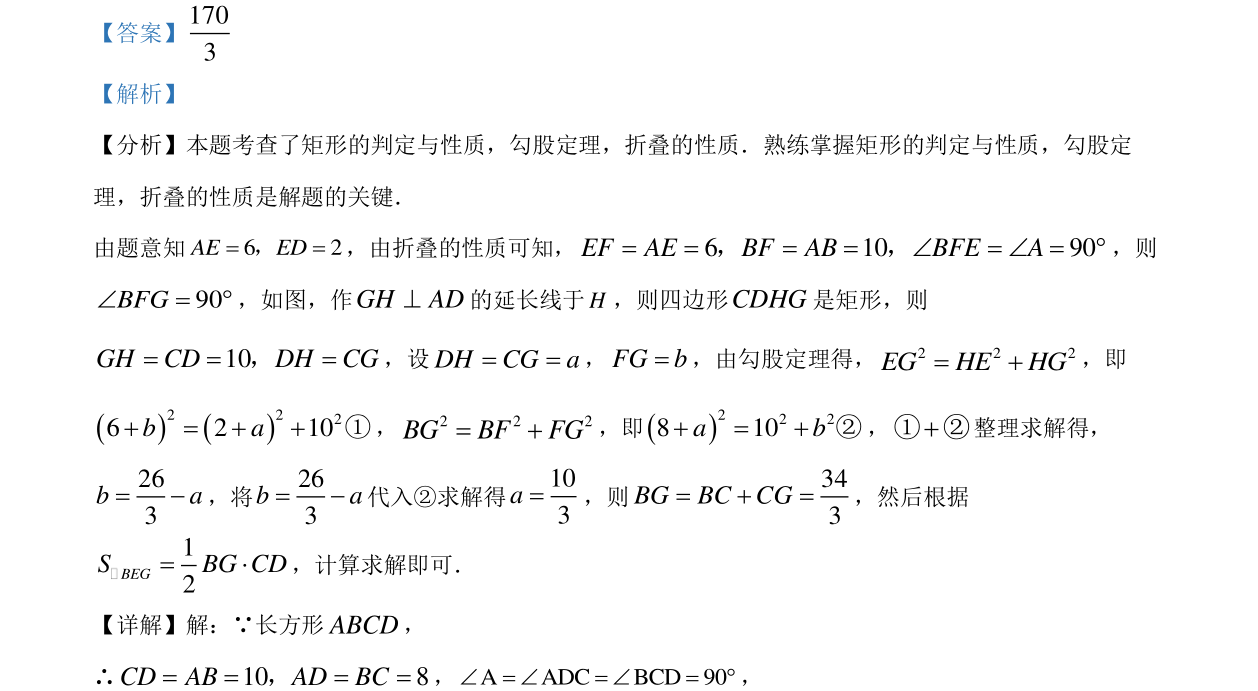 【答案】170/3
【解析】
【分析】本题考查了矩形的判定与性质，勾股定理，折叠的性质．熟练掌握矩形的判定与性质，勾股定
理，折叠的性质是解题的关键．
由题意知 AE = 6，ED = 2，由折叠的性质可知，EF = AE = 6，BF = AB = 10，∠BFE = ∠A = 90°，则
∠BFG = 90°，如图，作 GH ⊥ AD 的延长线于 H，则四边形 CDHG 是矩形，则
GH = CD = 10，DH = CG，设 DH = CG = a，FG = b，由勾股定理得，EG² = HE² + HG²，即
(6+b)² = (2+a)² + 10²①，BG² = BF² + FG²，即 (8+a)² = 10² + b²②，①+②整理求解得，
b = 26/3 − a，将 b = 26/3 − a 代入②求解得 a = 10/3，则 BG = BC + CG = 34/3，然后根据
S□BEG = 1/2 BG·CD，计算求解即可．
【详解】解：∵长方形 ABCD，
∴ CD = AB = 10，AD = BC = 8，∠A = ∠ADC = ∠BCD = 90°，